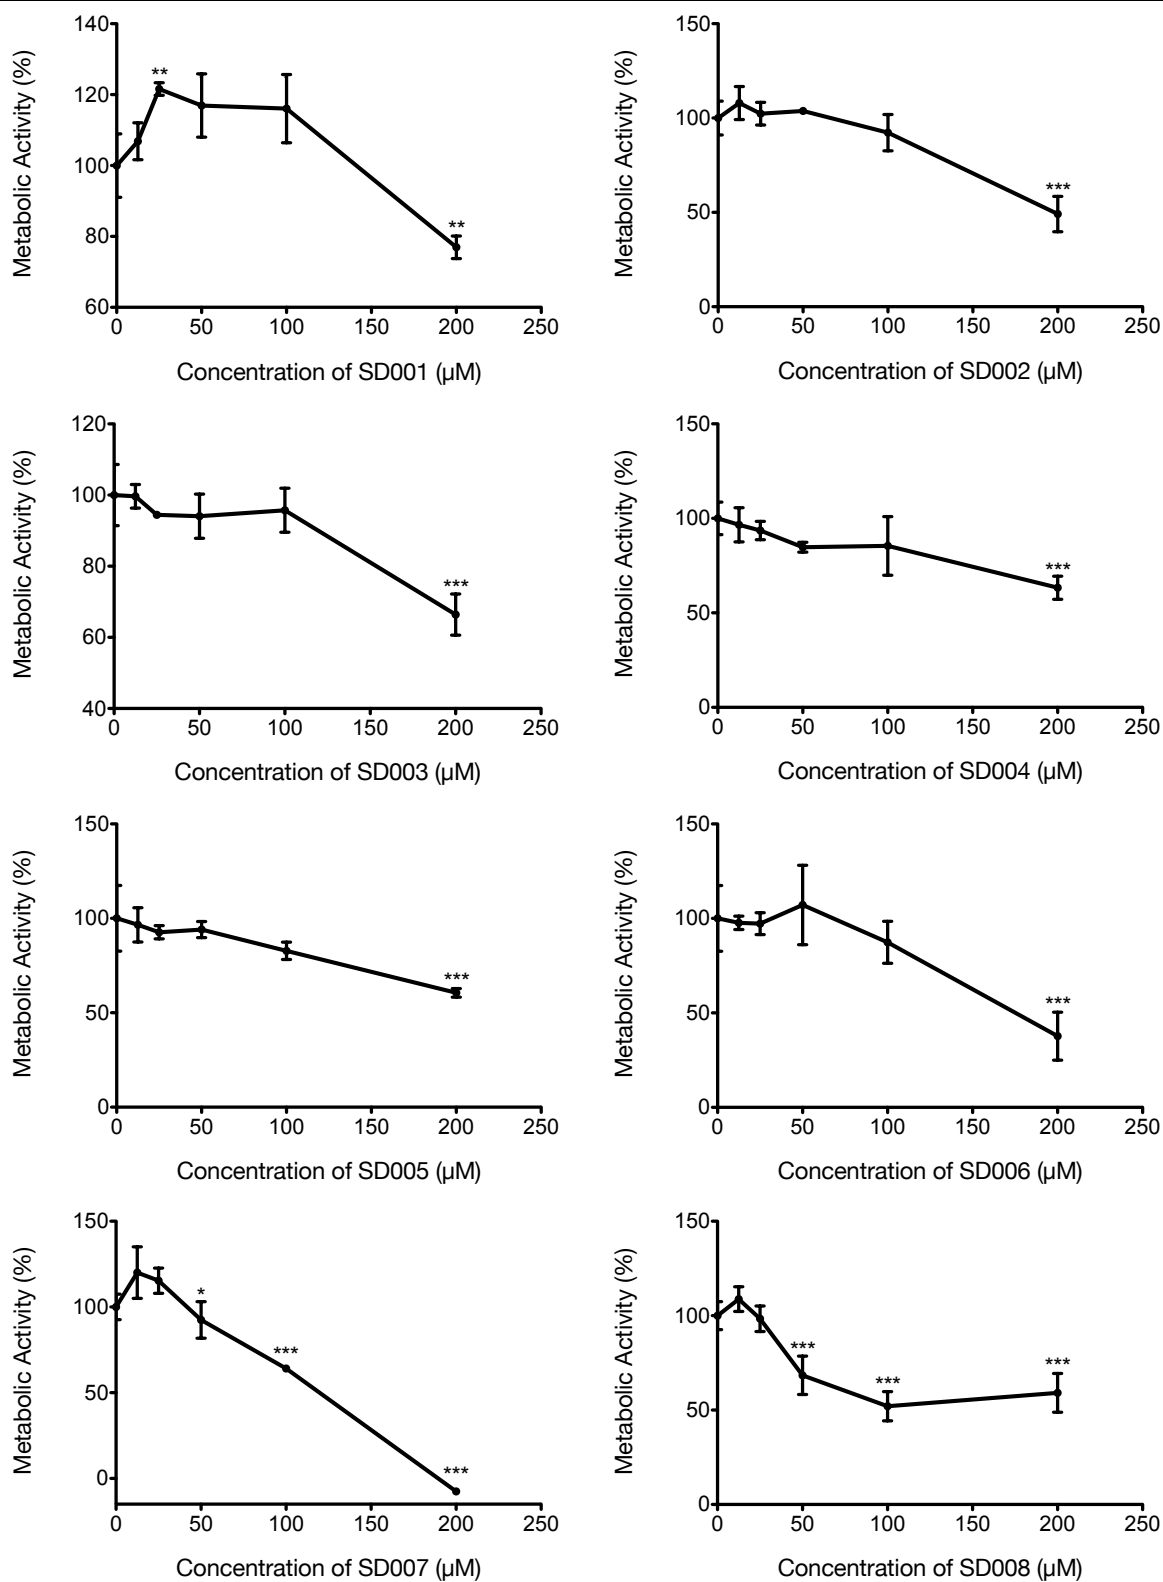 140
120
100
80
60
**
**
0 50 100 150 200 250
Metabolic Activity (%)
Concentration of SD001 (µM)
150
100
50
0
***
0 50 100 150 200 250
Metabolic Activity (%)
Concentration of SD002 (µM)
120
100
80
60
40
***
0 50 100 150 200 250
Metabolic Activity (%)
Concentration of SD003 (µM)
150
100
50
0
***
0 50 100 150 200 250
Metabolic Activity (%)
Concentration of SD004 (µM)
150
100
50
0
***
0 50 100 150 200 250
Metabolic Activity (%)
Concentration of SD005 (µM)
150
100
50
0
***
0 50 100 150 200 250
Metabolic Activity (%)
Concentration of SD006 (µM)
150
100
50
0
*
***
***
0 50 100 150 200 250
Metabolic Activity (%)
Concentration of SD007 (µM)
150
100
50
0
***
***
***
0 50 100 150 200 250
Metabolic Activity (%)
Concentration of SD008 (µM)